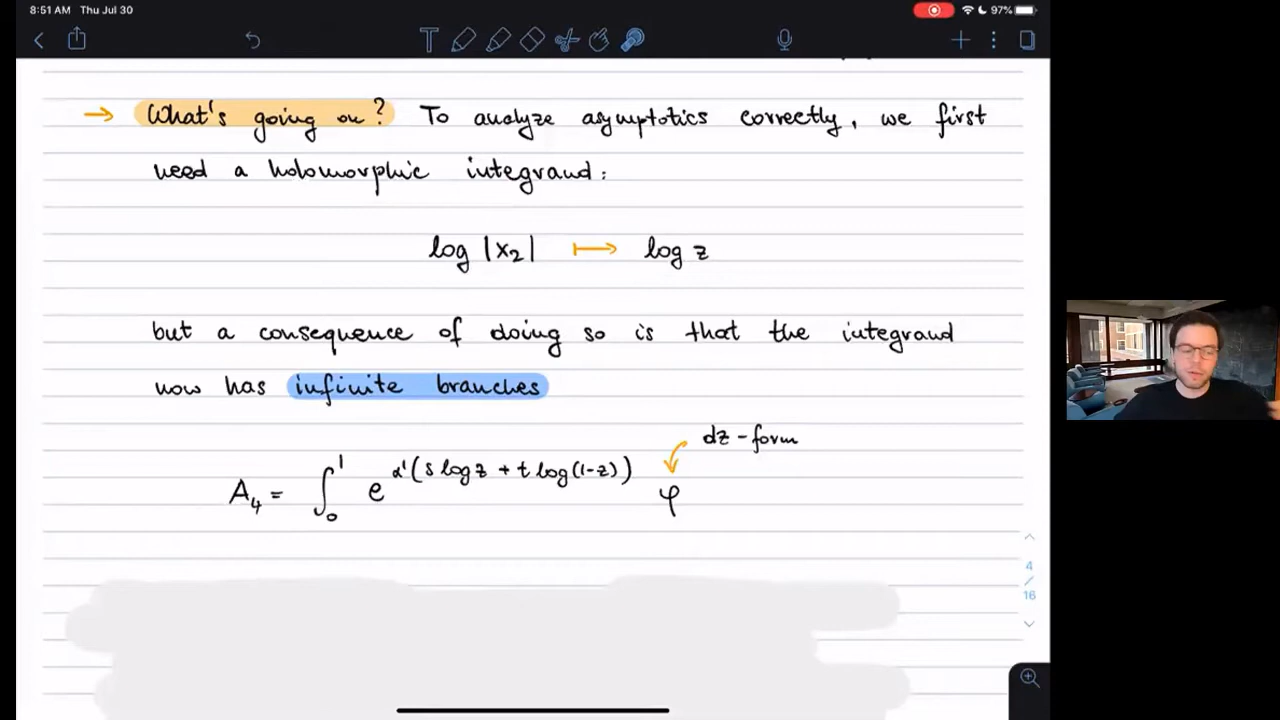 8:51 AM Thu Jul 30
97%
→ What's going on? To analyze asymptotics correctly, we first
need a holomorphic integrand:
log |x₂| ↦ log z
but a consequence of doing so is that the integrand
now has infinite branches
dz-form
A₄ = ∫₀¹ e^{α'(s log z + t log(1-z))} φ
4
/
16